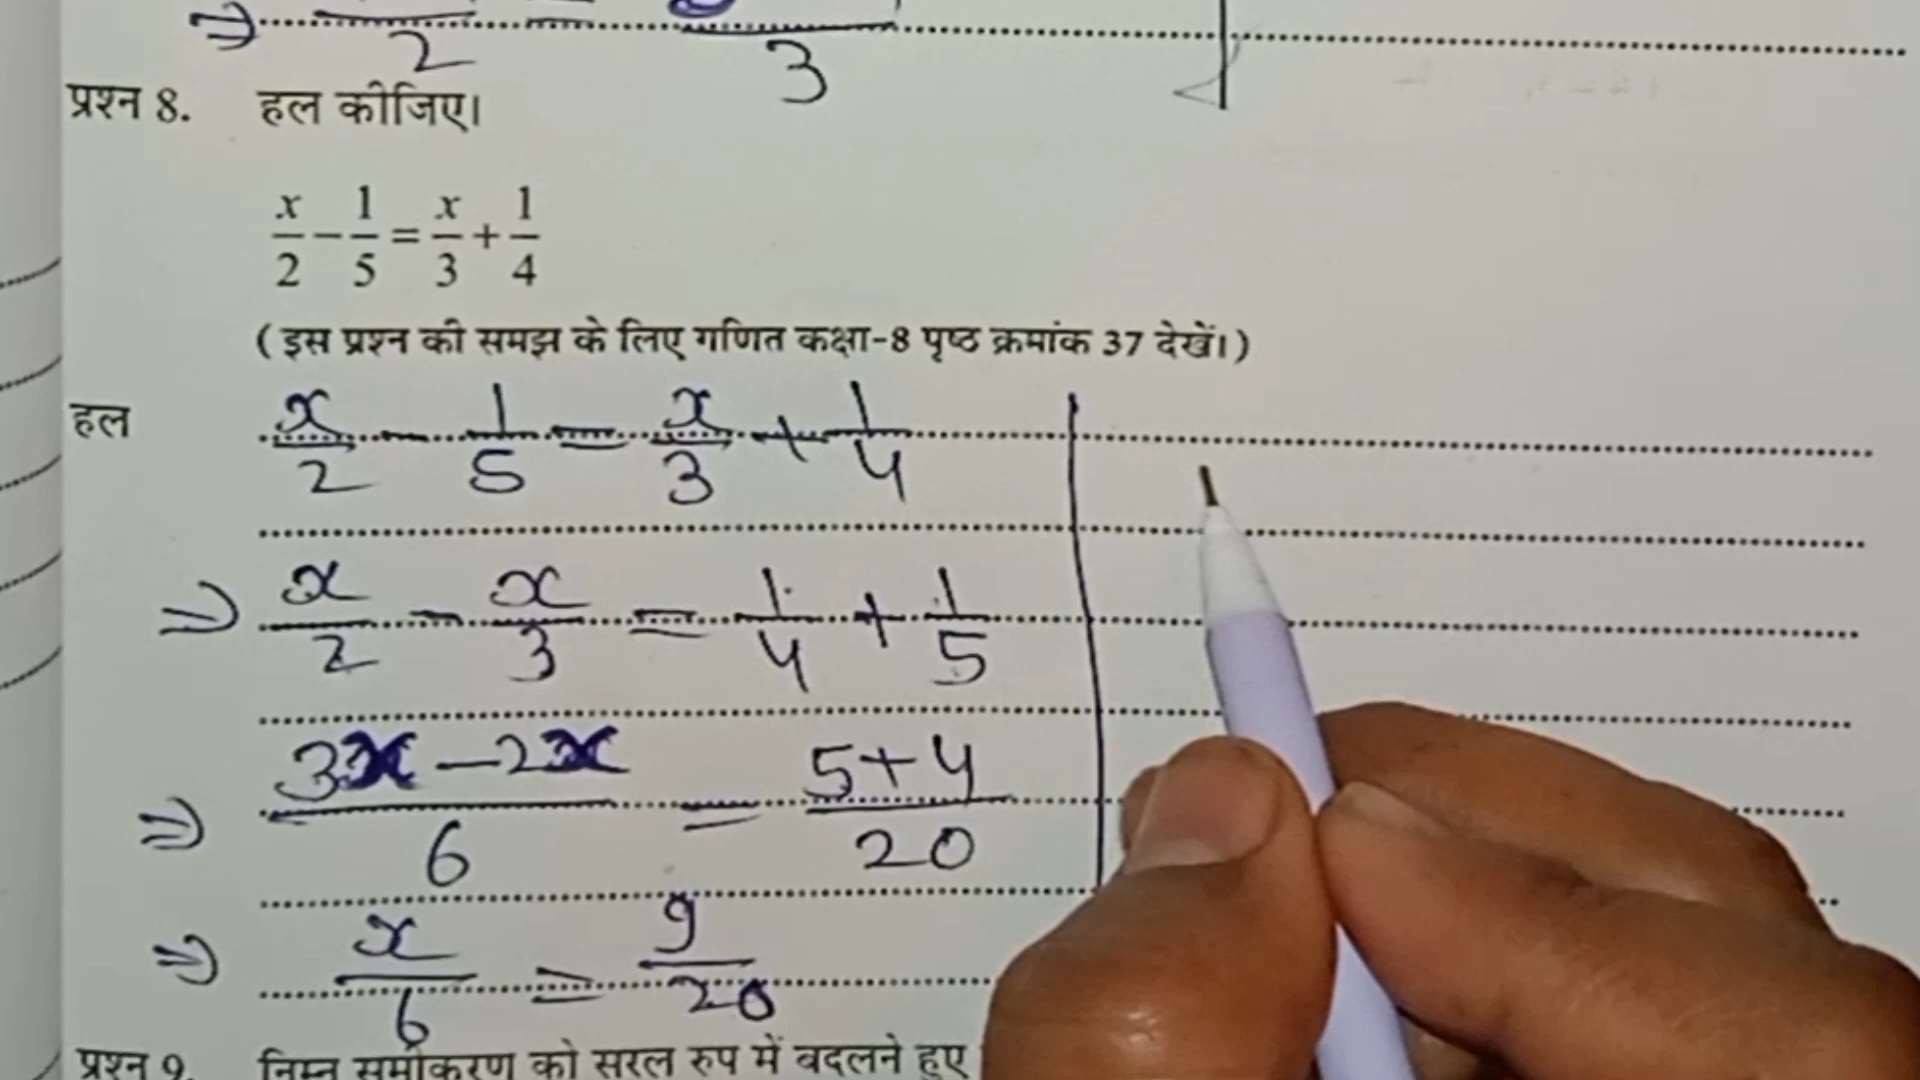 ⇒ 2 = 3
प्रश्न 8. हल कीजिए।
x/2 - 1/5 = x/3 + 1/4
( इस प्रश्न की समझ के लिए गणित कक्षा-8 पृष्ठ क्रमांक 37 देखें।)
हल x/2 - 1/5 = x/3 + 1/4
⇒ x/2 - x/3 = 1/4 + 1/5
⇒ (3x - 2x)/6 = (5+4)/20
⇒ x/6 = 9/20
प्रश्न 9. निम्न समीकरण को सरल रुप में बदलने हुए